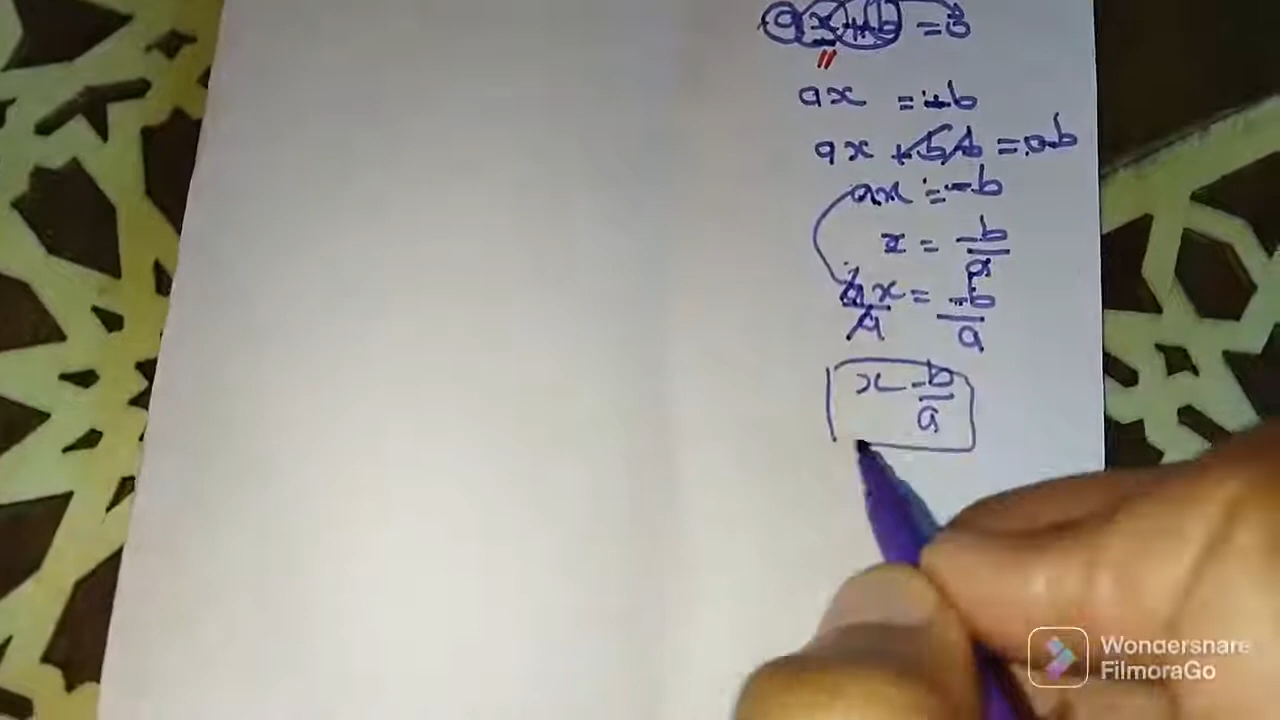 ax+b = 0
ax = -b
ax +b-b = 0-b
ax = -b
x = -b/a
ax/a = -b/a
x -b/a
Wondershare
FilmoraGo